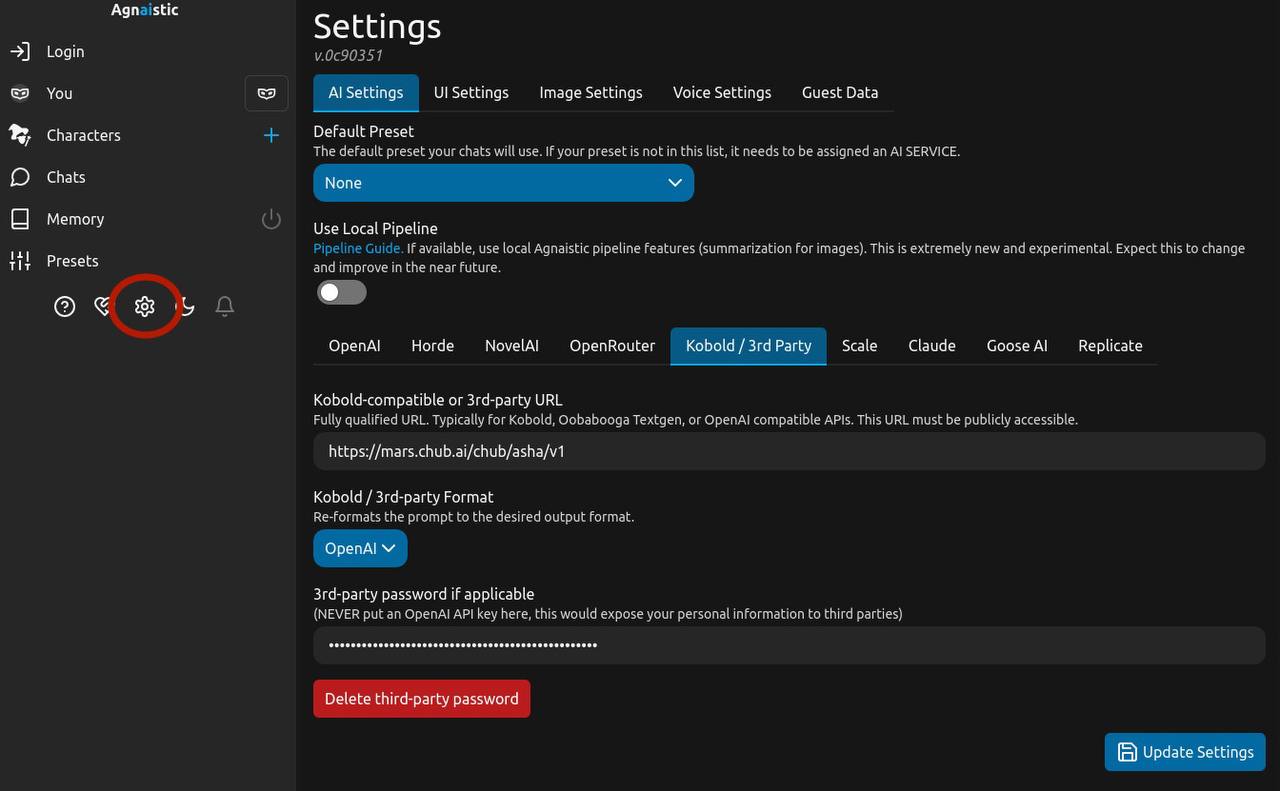 Agnaistic
Login
You
Characters
Chats
Memory
Presets
Settings
v.0c90351
AI Settings UI Settings Image Settings Voice Settings Guest Data
Default Preset
The default preset your chats will use. If your preset is not in this list, it needs to be assigned an AI SERVICE.
None
Use Local Pipeline
Pipeline Guide. If available, use local Agnaistic pipeline features (summarization for images). This is extremely new and experimental. Expect this to change
and improve in the near future.
OpenAI Horde NovelAI OpenRouter Kobold / 3rd Party Scale Claude Goose AI Replicate
Kobold-compatible or 3rd-party URL
Fully qualified URL. Typically for Kobold, Oobabooga Textgen, or OpenAI compatible APIs. This URL must be publicly accessible.
https://mars.chub.ai/chub/asha/v1
Kobold / 3rd-party Format
Re-formats the prompt to the desired output format.
OpenAI
3rd-party password if applicable
(NEVER put an OpenAI API key here, this would expose your personal information to third parties)
Delete third-party password
Update Settings